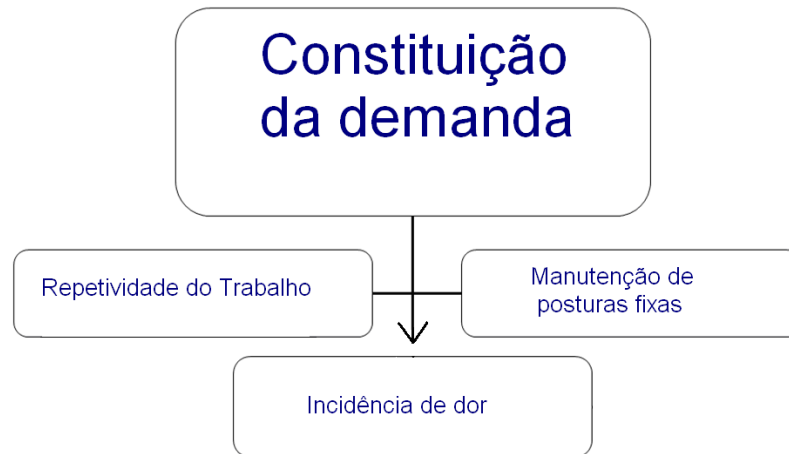 Constituição
da demanda
Repetividade do Trabalho
Manutenção de
posturas fixas
Incidência de dor